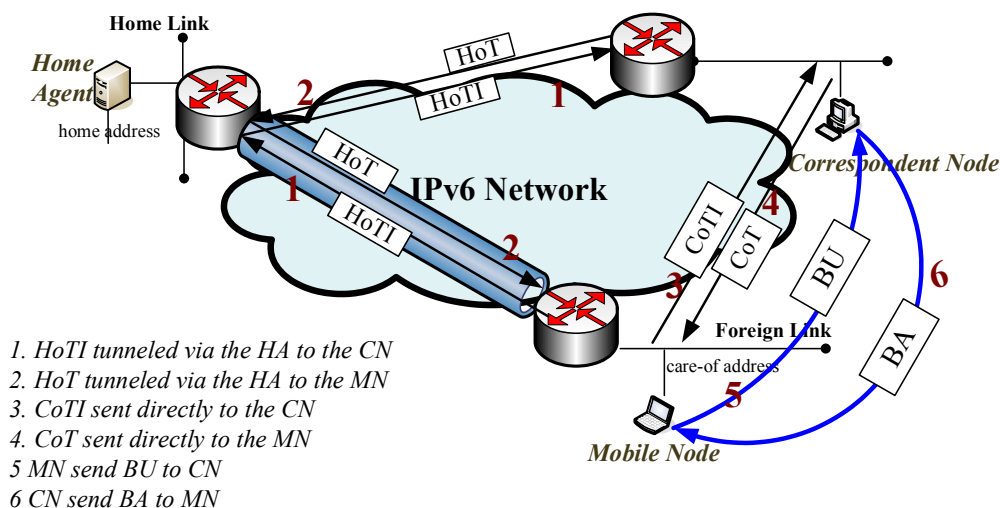 Home Link
Home
Agent
home address
HoT
HoTI
2
1
HoT
HoTI
1
2
IPv6 Network
Correspondent Node
CoTI
CoT
4
3
BU
BA
6
5
Foreign Link
care-of address
Mobile Node
1. HoTI tunneled via the HA to the CN
2. HoT tunneled via the HA to the MN
3. CoTI sent directly to the CN
4. CoT sent directly to the MN
5 MN send BU to CN
6 CN send BA to MN